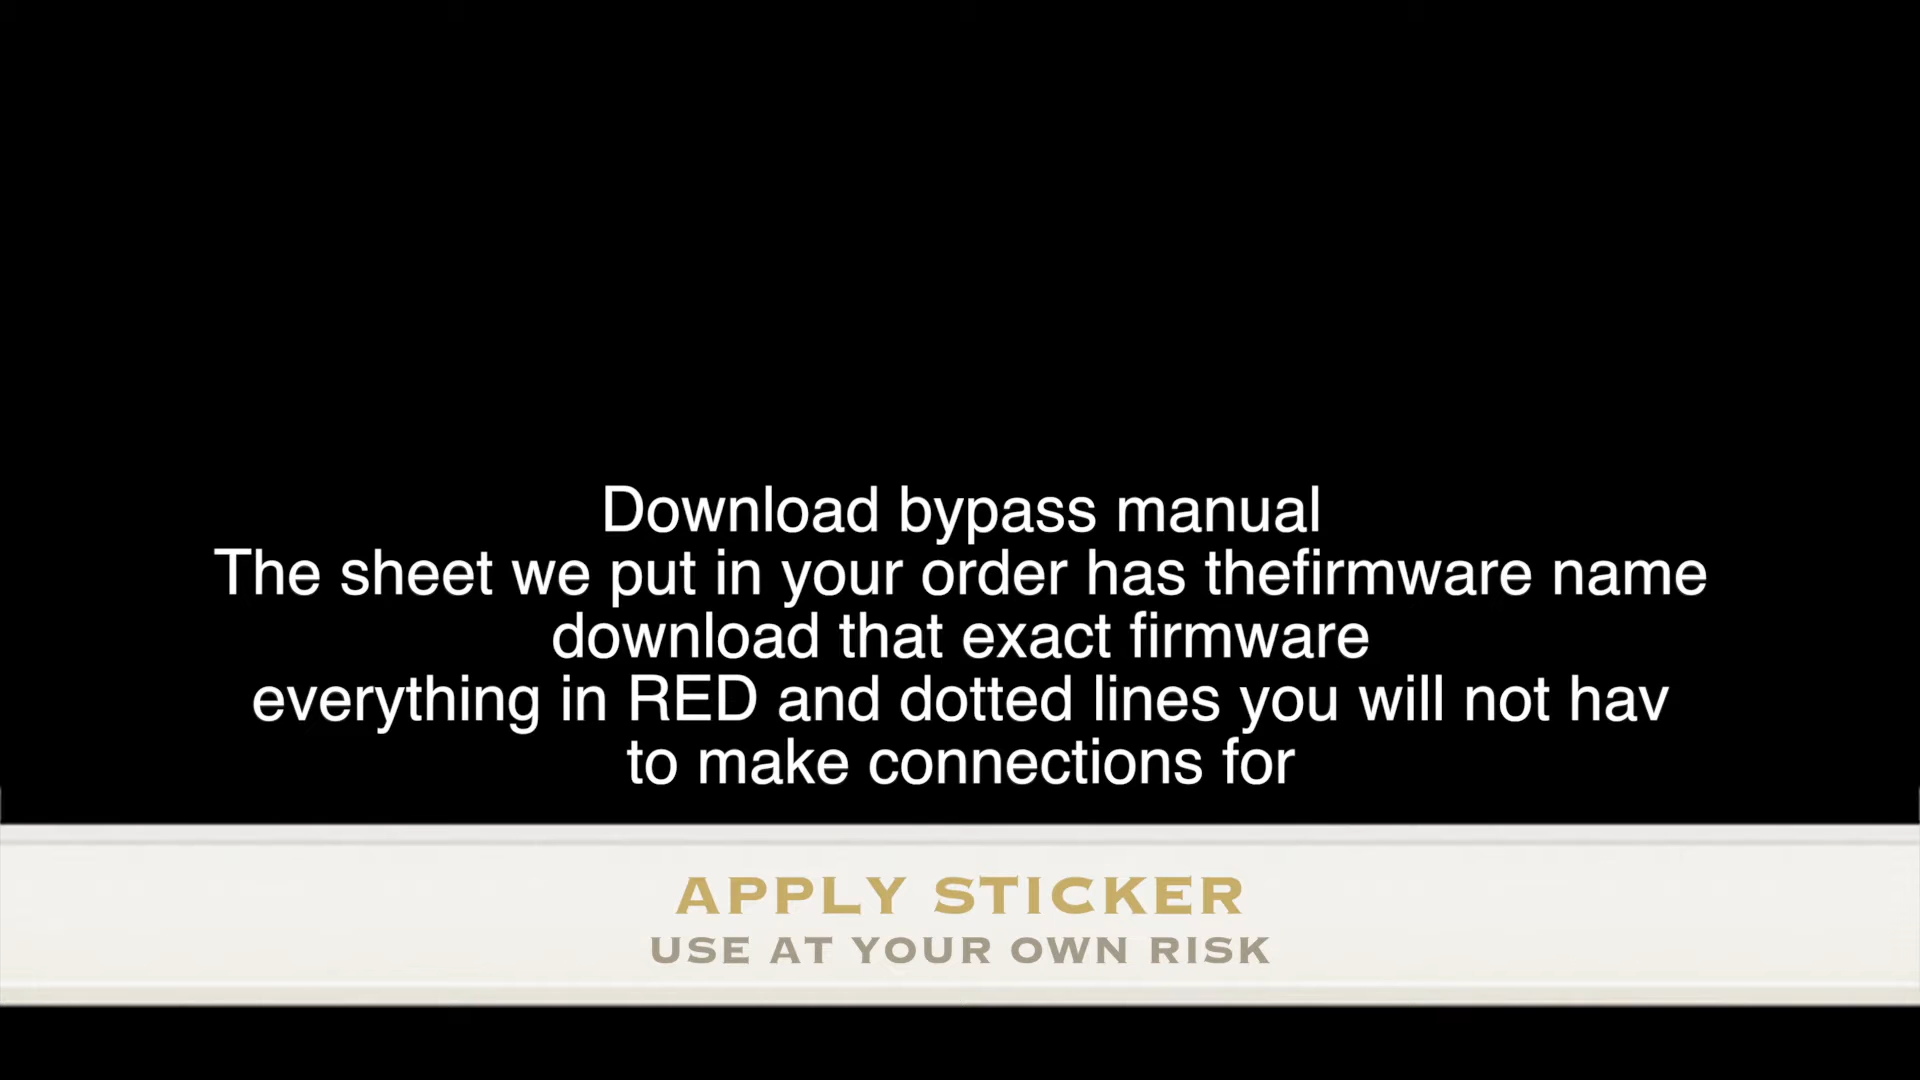 Download bypass manual
The sheet we put in your order has thefirmware name
download that exact firmware
everything in RED and dotted lines you will not hav
to make connections for
APPLY STICKER
USE AT YOUR OWN RISK